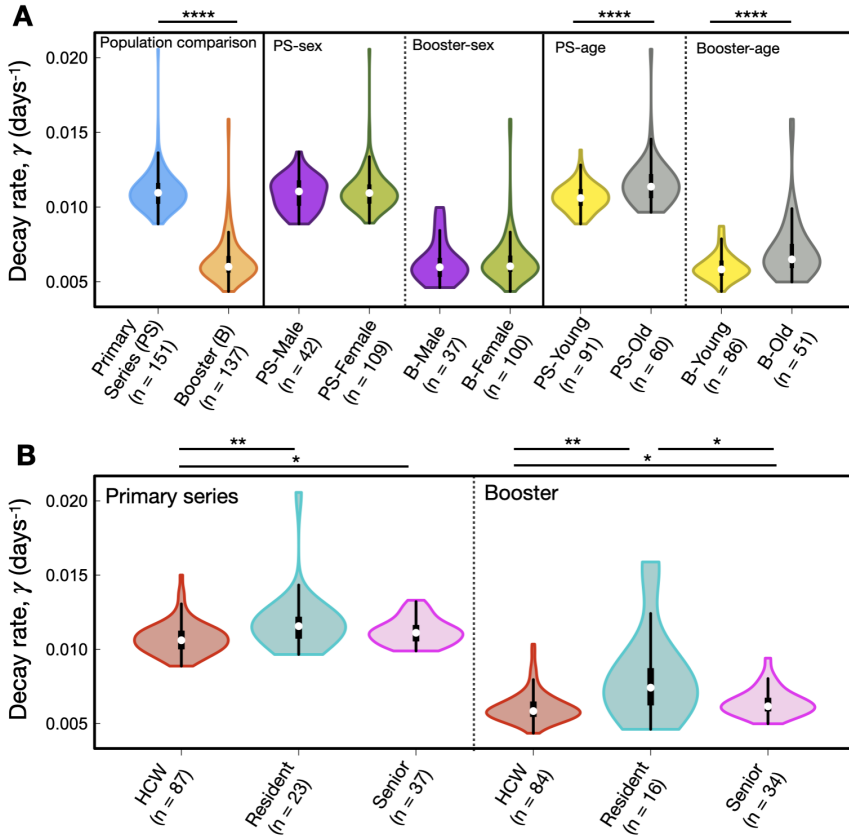 A
****
****
****
Population comparison
PS-sex
Booster-sex
PS-age
Booster-age
Decay rate, γ (days-1)
0.020
0.015
0.010
0.005
Primary
Series (PS)
(n = 151)
Booster (B)
(n = 137)
PS-Male
(n = 42)
PS-Female
(n = 109)
B-Male
(n = 37)
B-Female
(n = 100)
PS-Young
(n = 91)
PS-Old
(n = 60)
B-Young
(n = 86)
B-Old
(n = 51)
B
**
*
**
*
*
Primary series
Booster
Decay rate, γ (days-1)
0.020
0.015
0.010
0.005
HCW
(n = 87)
Resident
(n = 23)
Senior
(n = 37)
HCW
(n = 84)
Resident
(n = 16)
Senior
(n = 34)